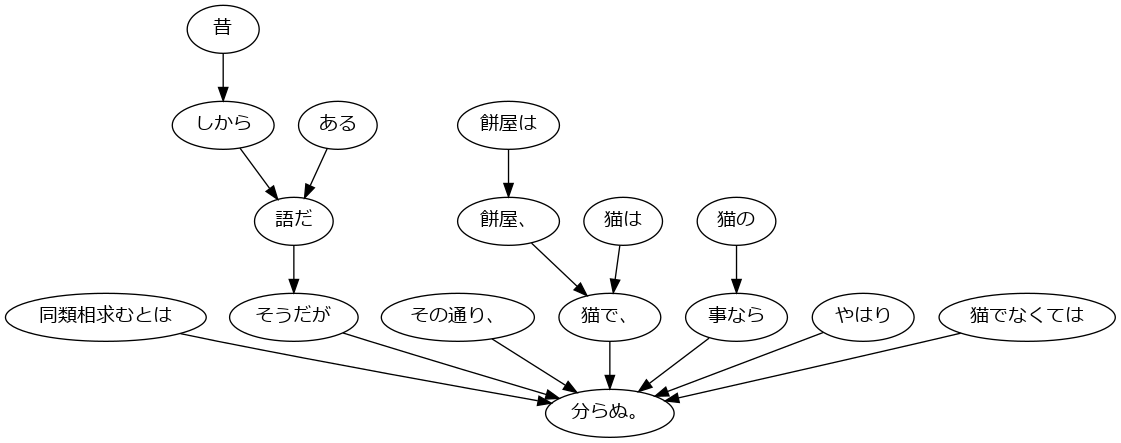 昔
しから
ある
餅屋は
語だ
餅屋、
猫は
猫の
同類相求むとは
そうだが
その通り、
猫で、
事なら
やはり
猫でなくては
分らぬ。